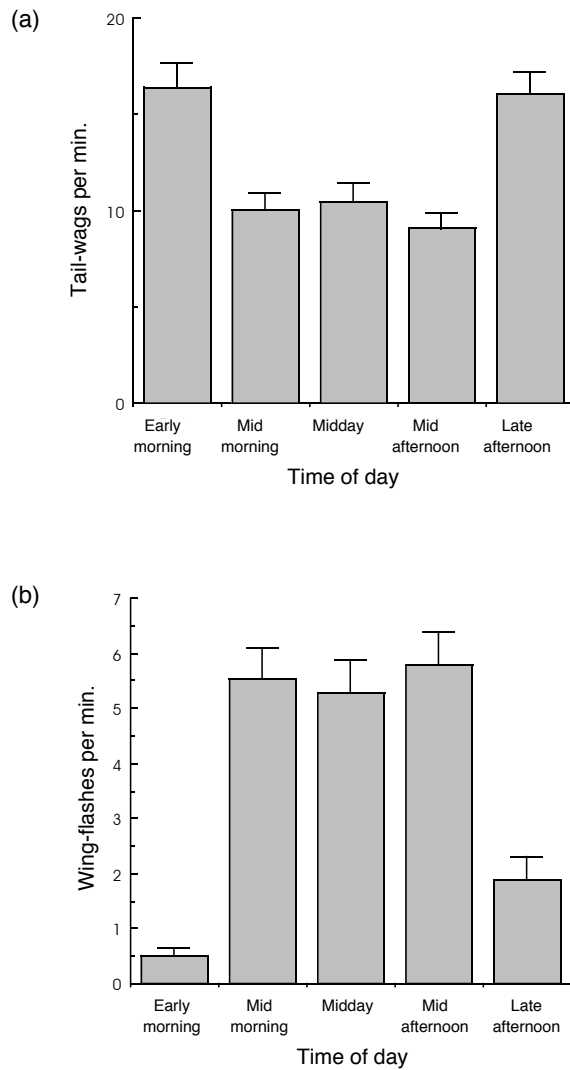 (a)
20
10
0
Tail-wags per min.
Early morning
Mid morning
Midday
Mid afternoon
Late afternoon
Time of day
(b)
7
6
5
4
3
2
1
0
Wing-flashes per min.
Early morning
Mid morning
Midday
Mid afternoon
Late afternoon
Time of day